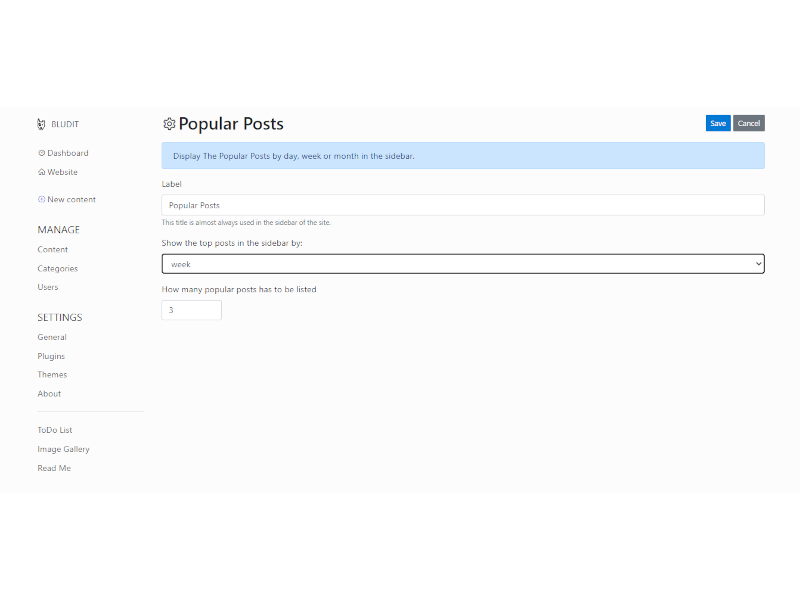 BLUDIT
Dashboard
Website
New content
MANAGE
Content
Categories
Users
SETTINGS
General
Plugins
Themes
About
ToDo List
Image Gallery
Read Me
Popular Posts
Save
Cancel
Display The Popular Posts by day, week or month in the sidebar.
Label
Popular Posts
This title is almost always used in the sidebar of the site.
Show the top posts in the sidebar by:
week
How many popular posts has to be listed
3